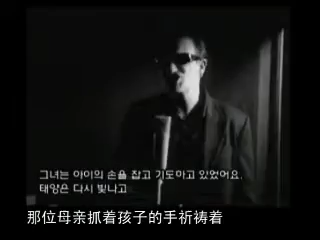 그녀는 아이의 손을 잡고 기도하고 있었어요.
태양은 다시 빛나고
那位母亲抓着孩子的手祈祷着